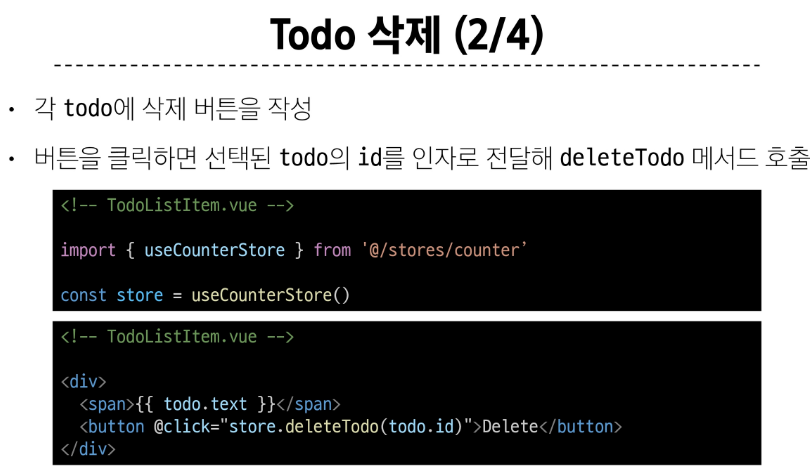 Todo 삭제 (2/4)
• 각 todo에 삭제 버튼을 작성
• 버튼을 클릭하면 선택된 todo의 id를 인자로 전달해 deleteTodo 메서드 호출
<!-- TodoListItem.vue -->
import { useCounterStore } from '@/stores/counter’
const store = useCounterStore()
<!-- TodoListItem.vue -->
<div>
  <span>{{ todo.text }}</span>
  <button @click="store.deleteTodo(todo.id)">Delete</button>
</div>